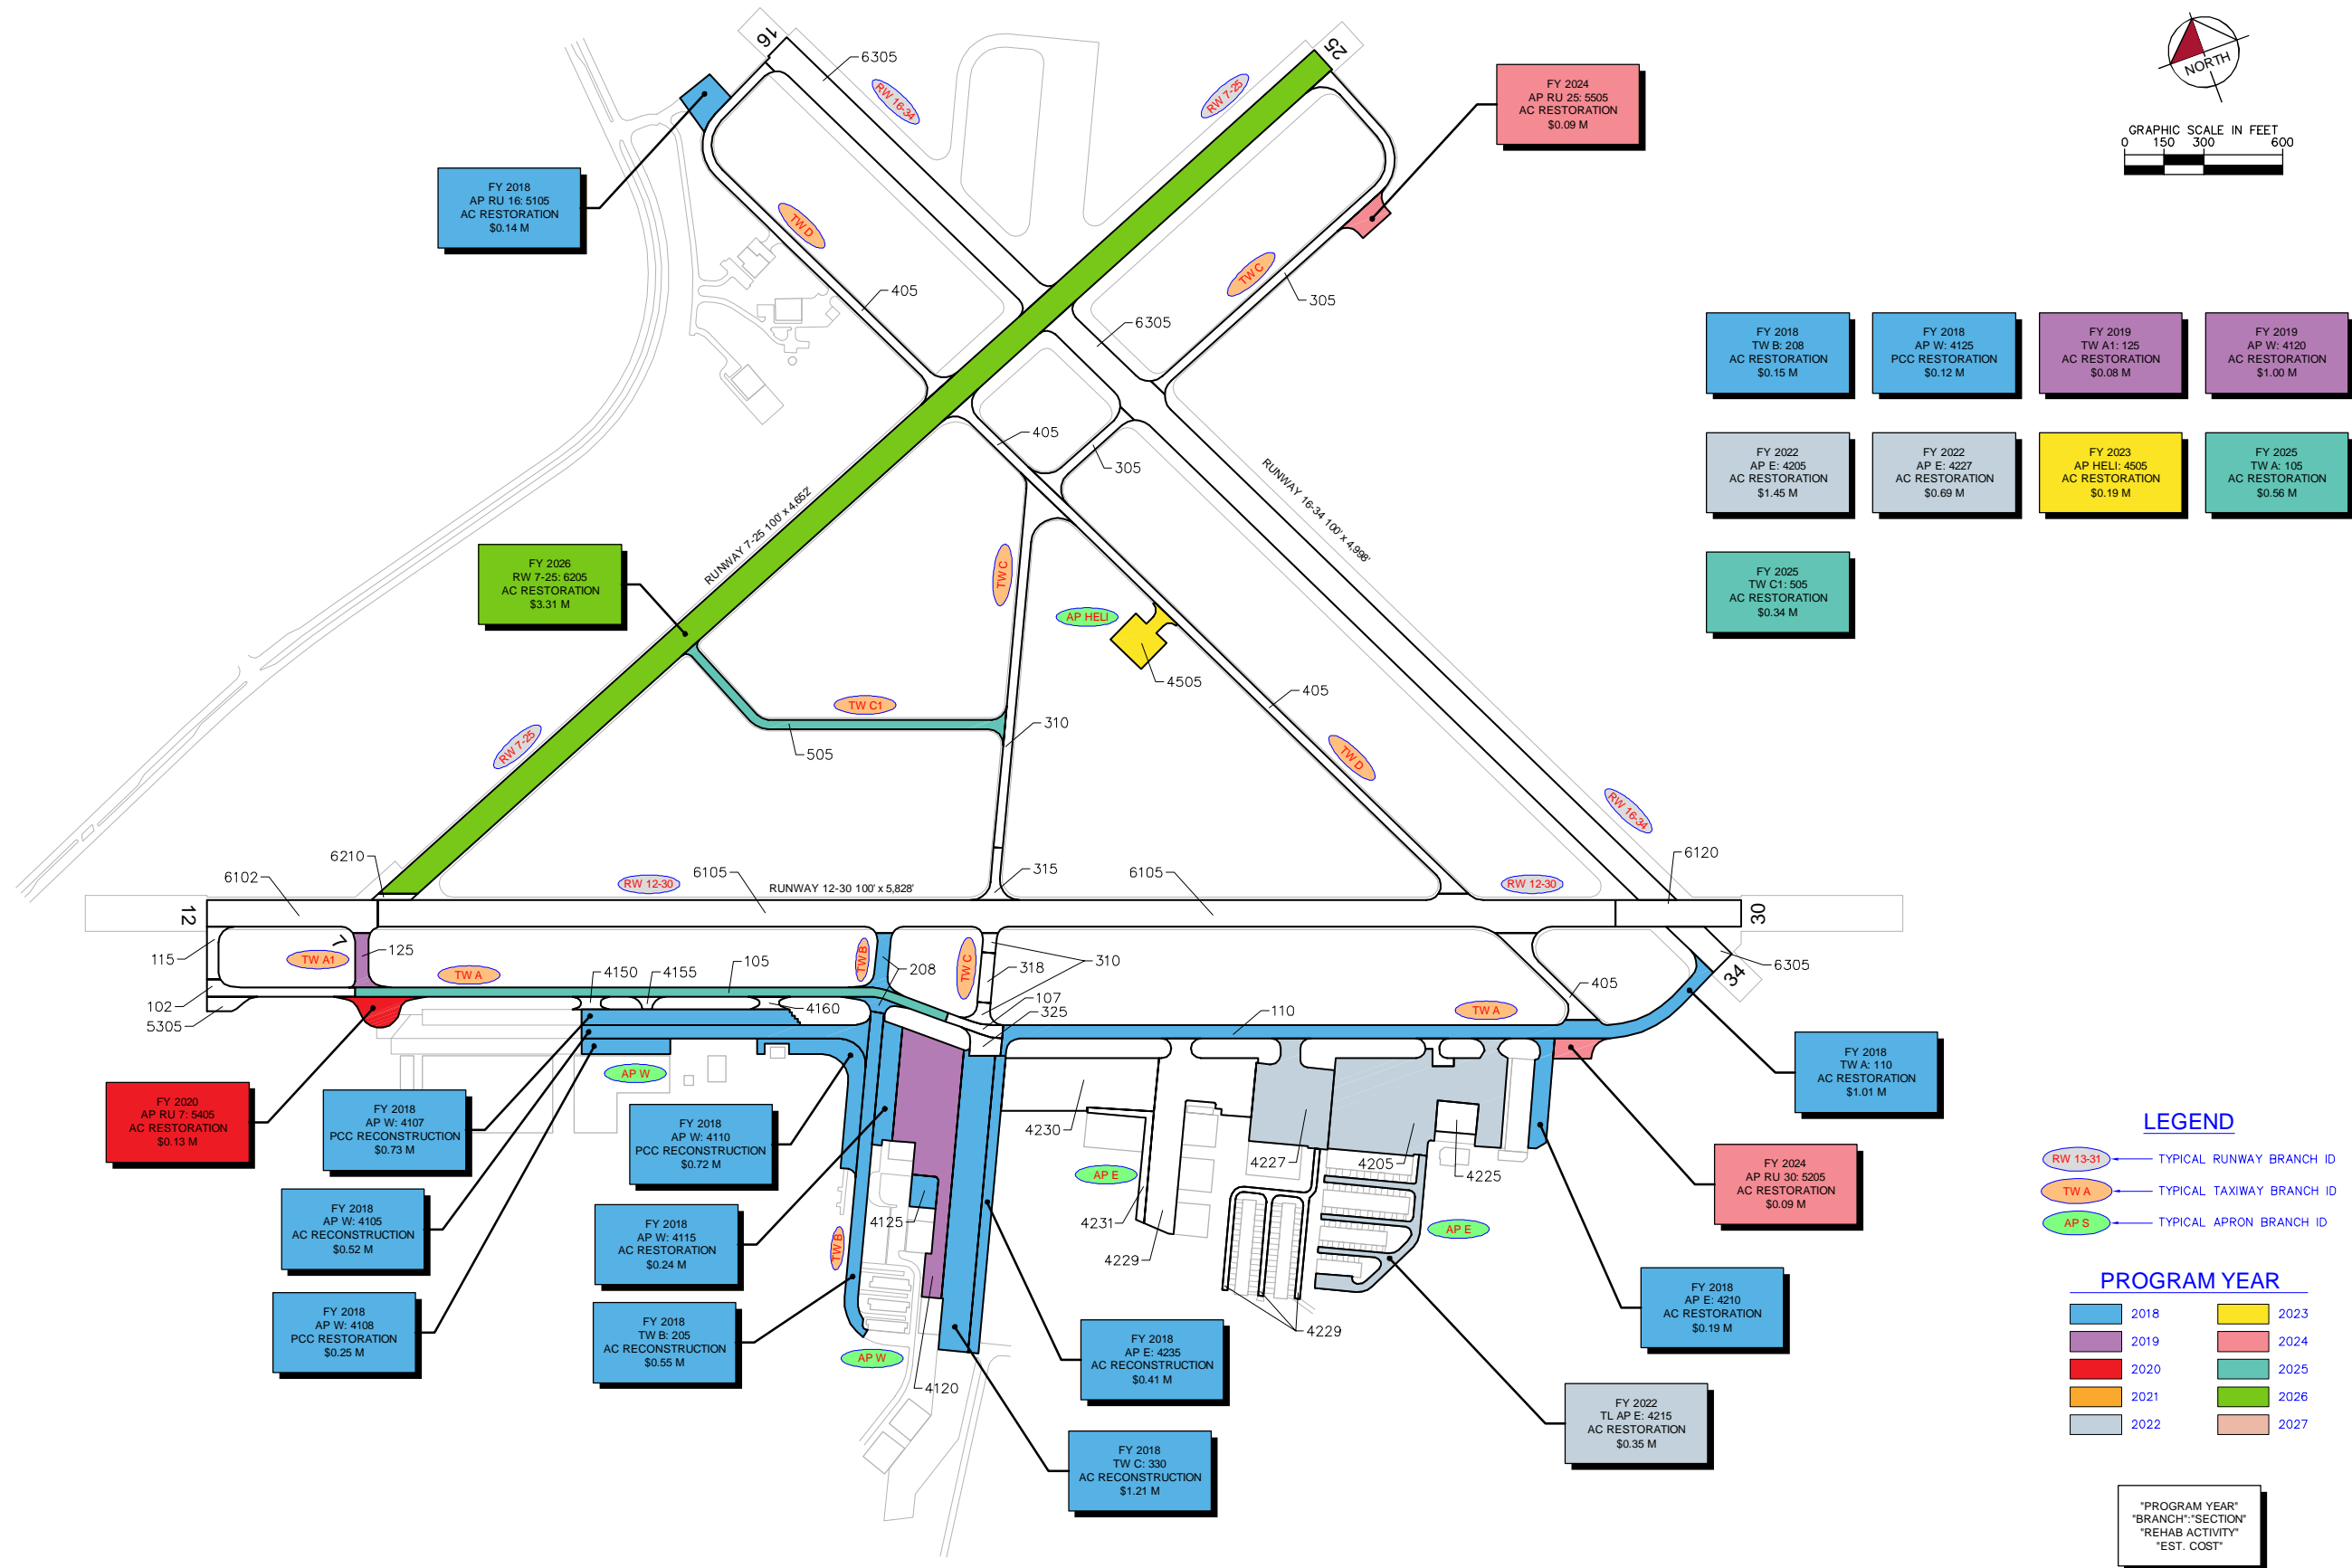 16
6305
RW 16-34
RW 7-25
25
FY 2024
AP RU 25: 5505
AC RESTORATION
$0.09 M
NORTH
GRAPHIC SCALE IN FEET
0 150 300 600
FY 2018
AP RU 16: 5105
AC RESTORATION
$0.14 M
TW D
405
TW C
305
6305
FY 2018
TW B: 208
AC RESTORATION
$0.15 M
FY 2018
AP W: 4125
PCC RESTORATION
$0.12 M
FY 2019
TW A1: 125
AC RESTORATION
$0.08 M
FY 2019
AP W: 4120
AC RESTORATION
$1.00 M
FY 2022
AP E: 4205
AC RESTORATION
$1.45 M
FY 2022
AP E: 4227
AC RESTORATION
$0.69 M
FY 2023
AP HELI: 4505
AC RESTORATION
$0.19 M
FY 2025
TW A: 105
AC RESTORATION
$0.56 M
FY 2025
TW C1: 505
AC RESTORATION
$0.34 M
405
305
RUNWAY 7-25 100' x 4,652'
RUNWAY 16-34 100' x 4,998'
FY 2026
RW 7-25: 6205
AC RESTORATION
$3.31 M
TW C
AP HELI
4505
405
TW C1
505
310
RW 7-25
TW D
RW 16-34
6210
6102
6105
RW 12-30
RUNWAY 12-30 100' x 5,828'
315
6105
RW 12-30
6120
12
30
7
115
TW A1
125
TW A
4150
4155
105
TW B
208
TW C
318
310
107
325
4160
110
TW A
405
34
6305
102
5305
FY 2020
AP RU 7: 5405
AC RESTORATION
$0.13 M
FY 2018
AP W: 4107
PCC RECONSTRUCTION
$0.73 M
AP W
FY 2018
AP W: 4110
PCC RECONSTRUCTION
$0.72 M
FY 2018
AP W: 4105
AC RECONSTRUCTION
$0.52 M
FY 2018
AP W: 4115
AC RESTORATION
$0.24 M
FY 2018
AP W: 4108
PCC RESTORATION
$0.25 M
FY 2018
TW B: 205
AC RECONSTRUCTION
$0.55 M
TW B
AP W
4125
4120
4230
AP E
4231
4229
4227
4205
4225
AP E
4229
FY 2018
TW A: 110
AC RESTORATION
$1.01 M
FY 2024
AP RU 30: 5205
AC RESTORATION
$0.09 M
FY 2018
AP E: 4210
AC RESTORATION
$0.19 M
FY 2018
AP E: 4235
AC RECONSTRUCTION
$0.41 M
FY 2022
TL AP E: 4215
AC RESTORATION
$0.35 M
FY 2018
TW C: 330
AC RECONSTRUCTION
$1.21 M
LEGEND
RW 13-31 TYPICAL RUNWAY BRANCH ID
TW A TYPICAL TAXIWAY BRANCH ID
AP S TYPICAL APRON BRANCH ID
PROGRAM YEAR
2018 2023
2019 2024
2020 2025
2021 2026
2022 2027
"PROGRAM YEAR"
"BRANCH":"SECTION"
"REHAB ACTIVITY"
"EST. COST"